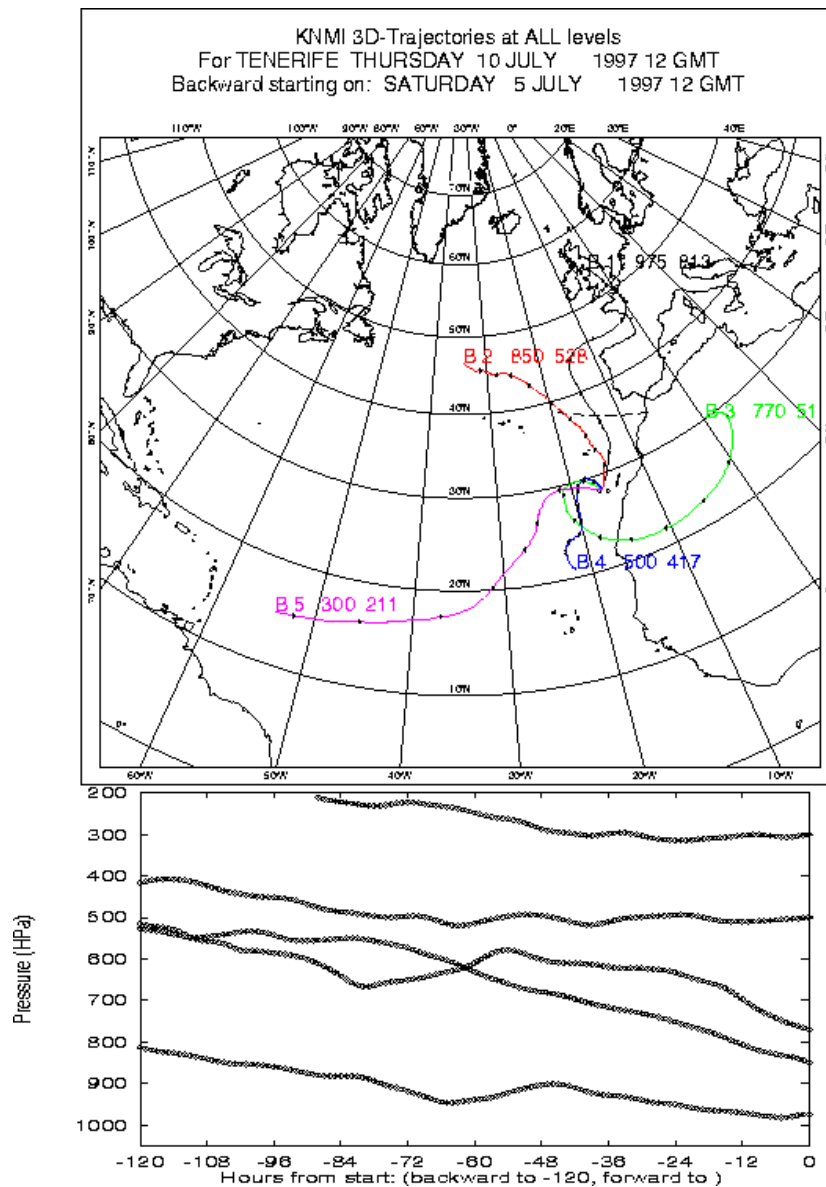 KNMI 3D-Trajectories at ALL levels
For TENERIFE THURSDAY 10 JULY 1997 12 GMT
Backward starting on: SATURDAY 5 JULY 1997 12 GMT
110°W 100°W 90°W 80°W 60°W 30°W 0° 20°E 40°E
70°N
60°N
B 1 975 813
50°N
B 2 850 528
40°N
B 3 770 51
30°N
B 4 500 417
20°N
B 5 300 211
10°N
0°
60°W 50°W 40°W 30°W 20°W 10°W
200
300
400
500
600
700
800
900
1000
Pressure (HPa)
-120 -108 -96 -84 -72 -60 -48 -36 -24 -12 0
Hours from start: (backward to -120, forward to )